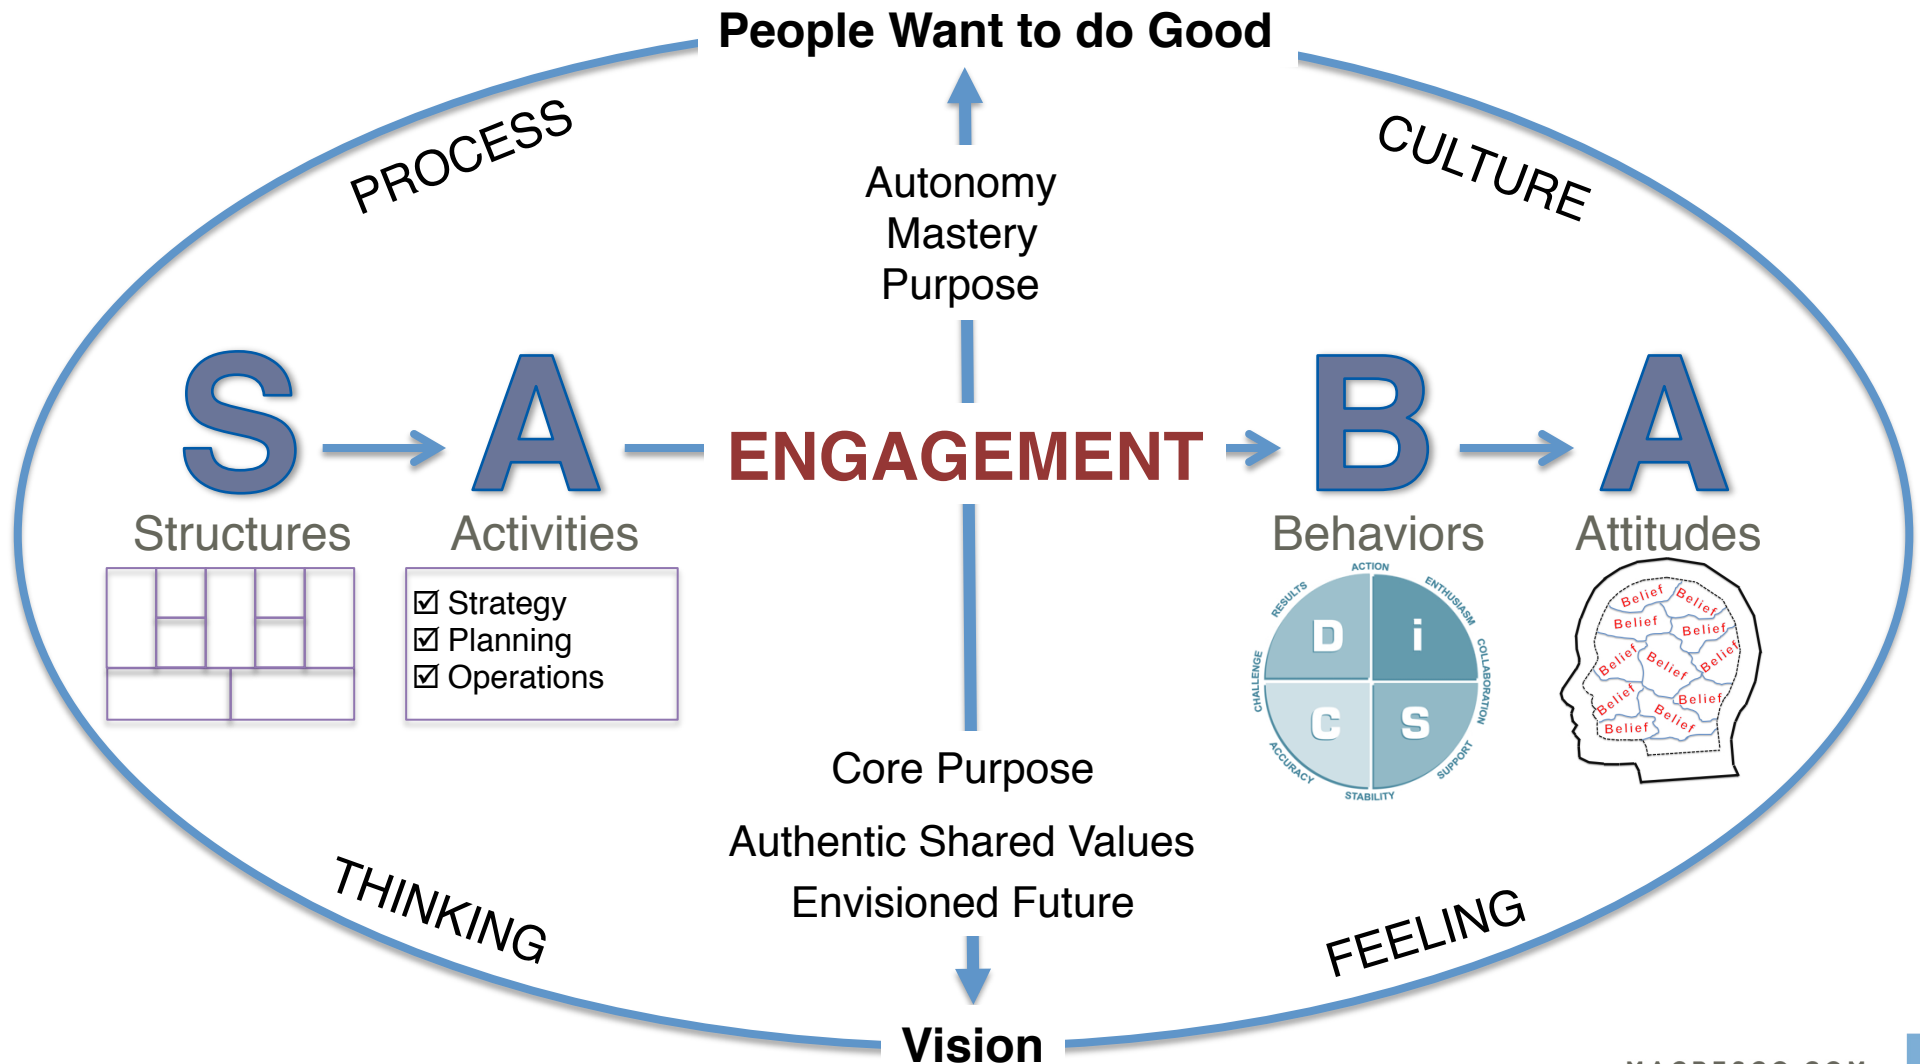 People Want to do Good
PROCESS
CULTURE
Autonomy
Mastery
Purpose
S
A
ENGAGEMENT
B
A
Structures
Activities
Behaviors
Attitudes
☑ Strategy
☑ Planning
☑ Operations
ACTION
ENTHUSIASM
COLLABORATION
SUPPORT
STABILITY
ACCURACY
CHALLENGE
RESULTS
D
i
C
S
Belief
Belief
Belief
Belief
Belief
Belief
Belief
Belief
Belief
Belief
Belief
Core Purpose
Authentic Shared Values
Envisioned Future
THINKING
FEELING
Vision